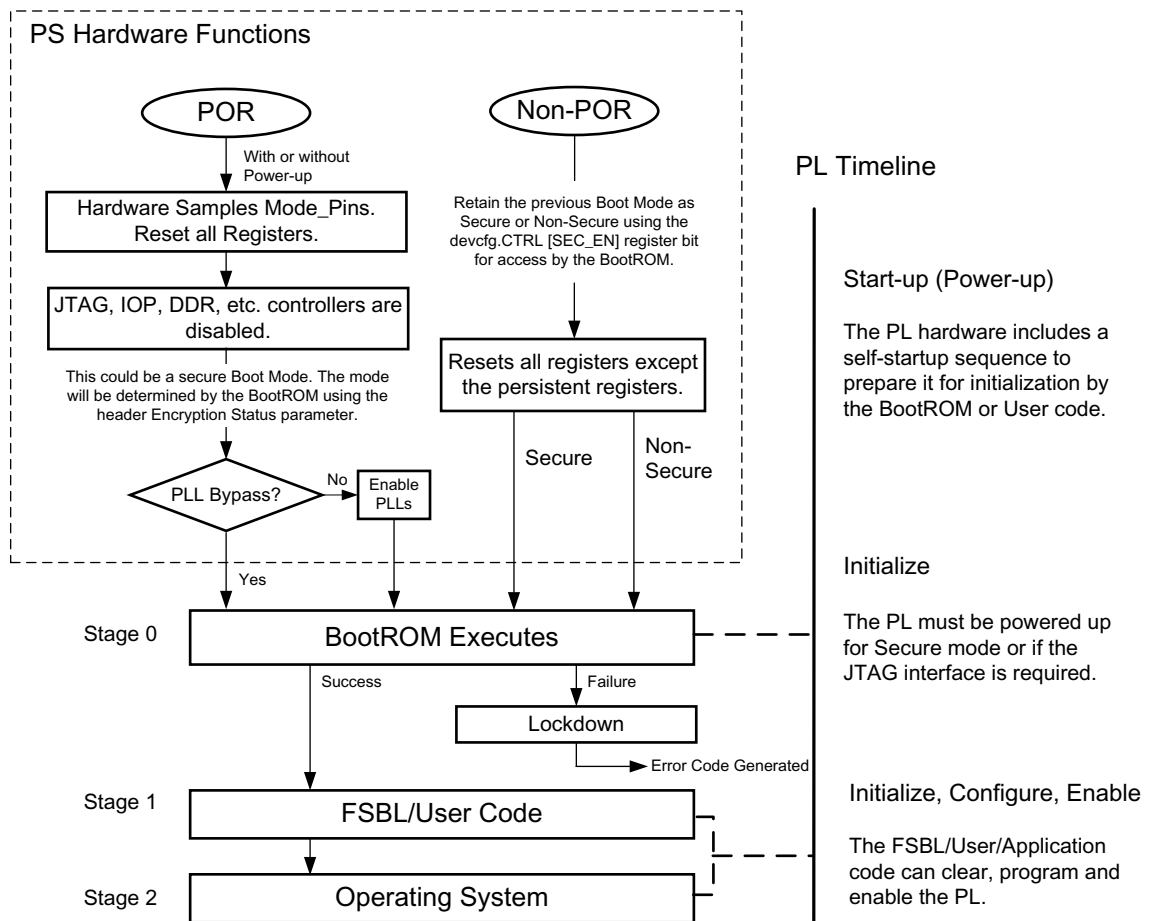 PS Hardware Functions
POR
Non-POR
With or without
Power-up
Hardware Samples Mode_Pins.
Reset all Registers.
JTAG, IOP, DDR, etc. controllers are
disabled.
This could be a secure Boot Mode. The mode
will be determined by the BootROM using the
header Encryption Status parameter.
PLL Bypass?
No
Enable
PLLs
Yes
Retain the previous Boot Mode as
Secure or Non-Secure using the
devcfg.CTRL [SEC_EN] register bit
for access by the BootROM.
Resets all registers except
the persistent registers.
Secure
Non-
Secure
Stage 0
BootROM Executes
Success
Failure
Lockdown
Error Code Generated
Stage 1
FSBL/User Code
Stage 2
Operating System
PL Timeline
Start-up (Power-up)
The PL hardware includes a
self-startup sequence to
prepare it for initialization by
the BootROM or User code.
Initialize
The PL must be powered up
for Secure mode or if the
JTAG interface is required.
Initialize, Configure, Enable
The FSBL/User/Application
code can clear, program and
enable the PL.